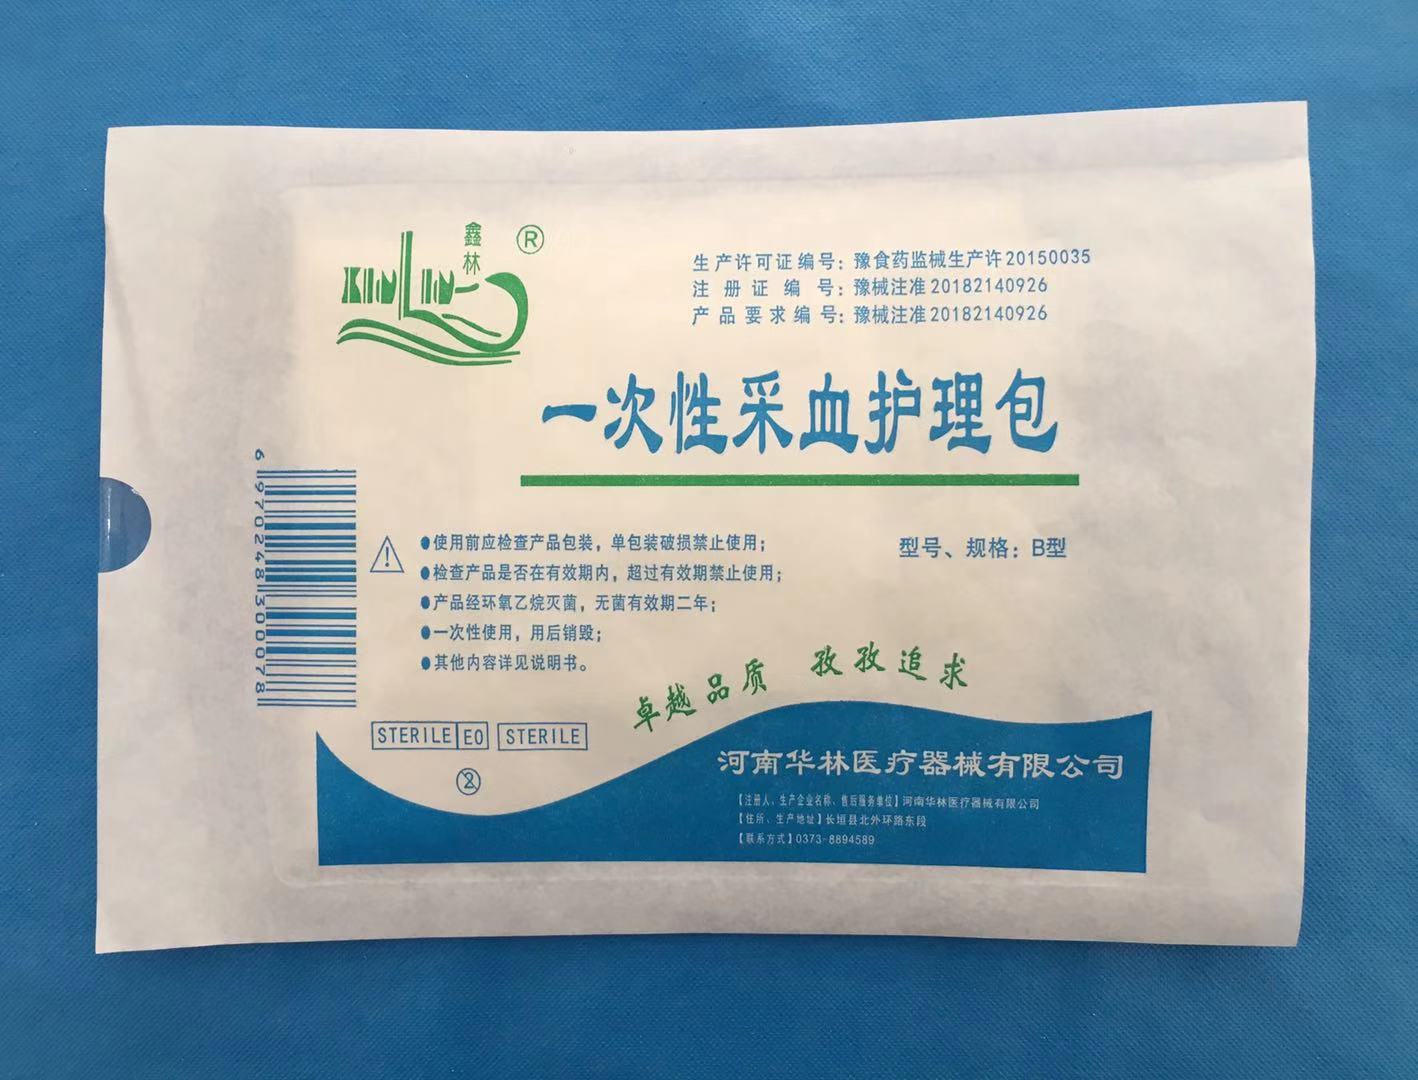 鑫林
XinLin
®
生产许可证编号：豫食药监械生产许20150035
注册证编号：豫械注准20182140926
产品要求编号：豫械注准20182140926
一次性采血护理包
6 970248 300078
●使用前应检查产品包装，单包装破损禁止使用；
●检查产品是否在有效期内，超过有效期禁止使用；
●产品经环氧乙烷灭菌，无菌有效期二年；
●一次性使用，用后销毁；
●其他内容详见说明书。
型号、规格：B型
卓越品质 孜孜追求
STERILE EO STERILE
2
河南华林医疗器械有限公司
【注册人、生产企业名称、售后服务单位】河南华林医疗器械有限公司
【住所、生产地址】长垣县北外环路东段
【联系方式】0373-8894589